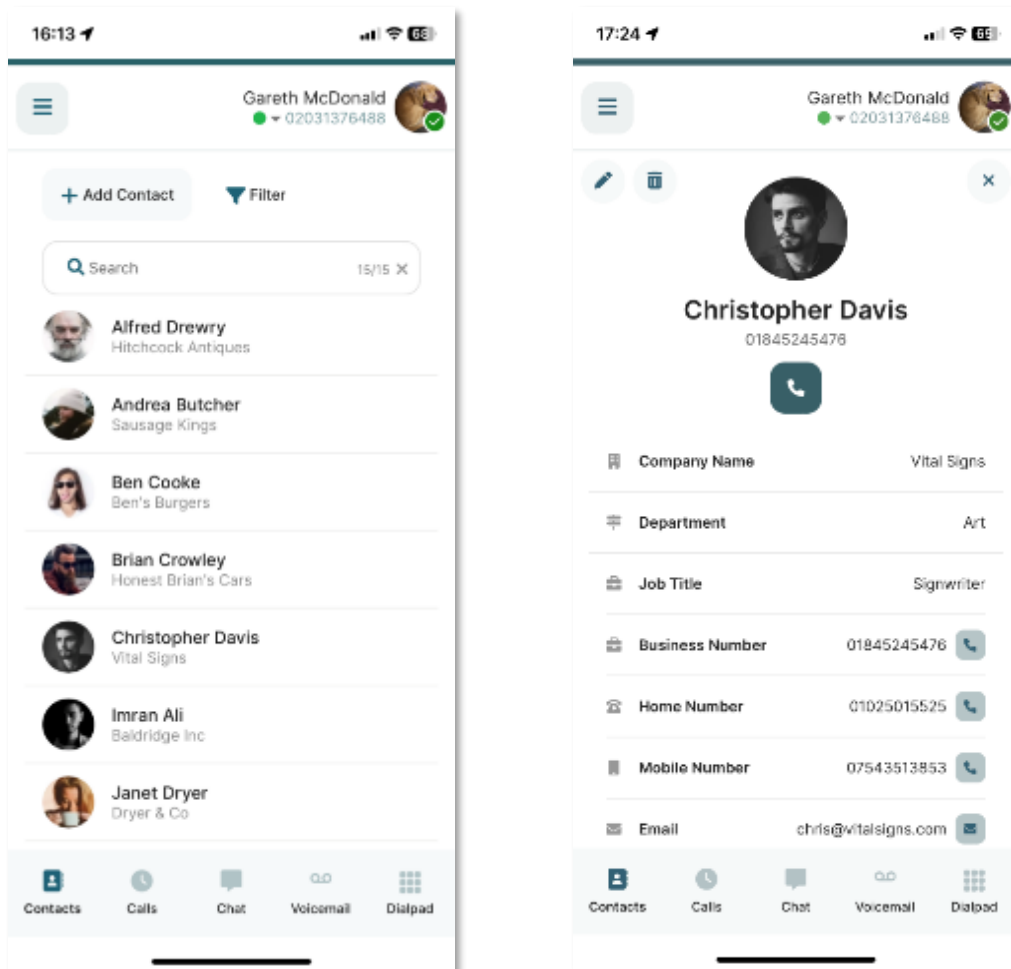 16:13
Gareth McDonald
02031376488
+ Add Contact
Filter
Search
15/15
Alfred Drewry
Hitchcock Antiques
Andrea Butcher
Sausage Kings
Ben Cooke
Ben's Burgers
Brian Crowley
Honest Brian's Cars
Christopher Davis
Vital Signs
Imran Ali
Baldridge Inc
Janet Dryer
Dryer & Co
Contacts Calls Chat Voicemail Dialpad
17:24
Gareth McDonald
02031376488
Christopher Davis
01845245476
Company Name Vital Signs
Department Art
Job Title Signwriter
Business Number 01845245476
Home Number 01025015525
Mobile Number 07543513853
Email chris@vitalsigns.com
Contacts Calls Chat Voicemail Dialpad